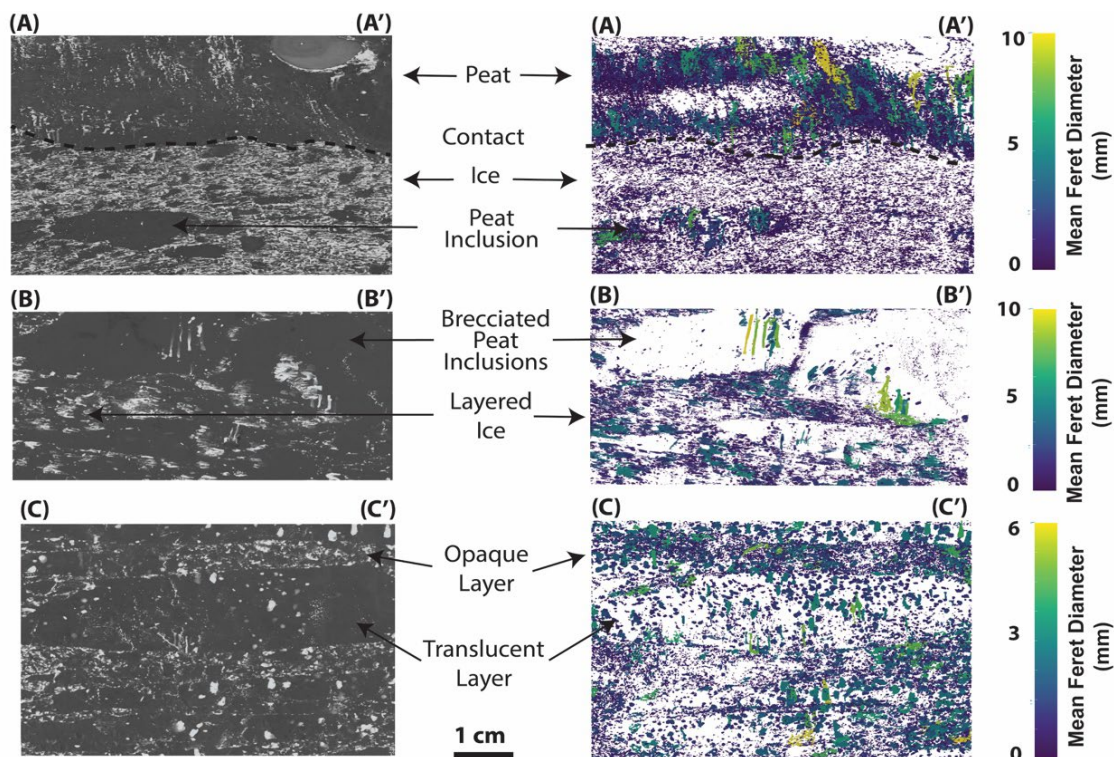 (A) (A’) (A) (A’)
10
Peat
Contact
5
Ice
Peat
Inclusion
0
Mean Feret Diameter
(mm)
(B) (B’) (B) (B’)
10
Brecciated
Peat
Inclusions
5
Layered
Ice
0
Mean Feret Diameter
(mm)
(C) (C’) (C) (C’)
6
Opaque
Layer
3
Translucent
Layer
1 cm
0
Mean Feret Diameter
(mm)